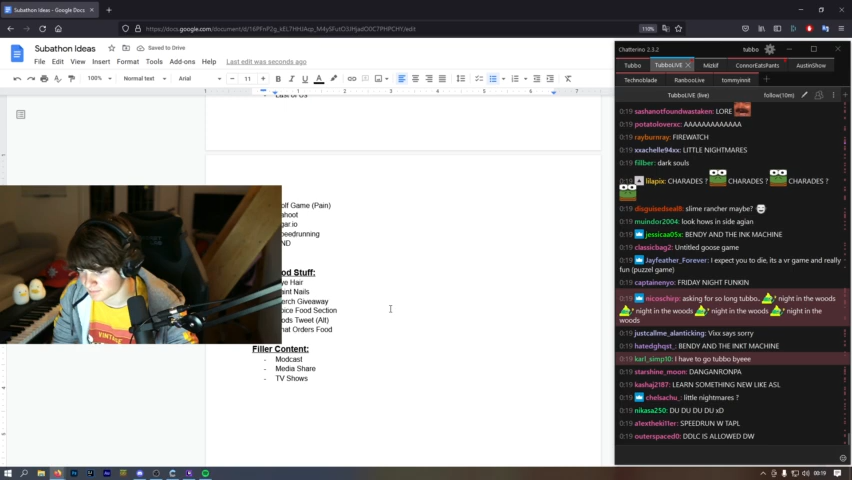 Subathon Ideas - Google Docs
https://docs.google.com/document/d/
110%
Subathon Ideas
Saved to Drive
File Edit View Insert Format Tools Add-ons Help Last edit was seconds ago
100% Normal text Arial 11
Last of Us
olf Game (Pain)
ahoot
gar.io
peedrunning
ND
od Stuff:
ye Hair
aint Nails
erch Giveaway
oice Food Section
ods Tweet (Alt)
hat Orders Food
Filler Content:
- Modcast
- Media Share
- TV Shows
VINTAGE
Chatterino 2.3.2
tubbo
Tubbo TubboLIVE Mizkif ConnorEatsPants AustinShow
Technoblade RanbooLive tommyinnit
TubboLIVE (live)
follow(10m)
0:19 sashanotfoundwastaken: LORE
0:19 potatoloverxc: AAAAAAAAAAAAA
0:19 rayburnray: FIREWATCH
0:19 xxachelle94xx: LITTLE NIGHTMARES
0:19 fillber: dark souls
0:19 lilapix: CHARADES ? CHARADES ? CHARADES ?
0:19 disguisedseal8: slime rancher maybe?
0:19 muindor2004: look hows in side agian
0:19 jessicaa05x: BENDY AND THE INK MACHINE
0:19 classicbag2: Untitled goose game
0:19 Jayfeather_Forever: I expect you to die, its a vr game and really
fun (puzzel game)
0:19 captainenyo: FRIDAY NIGHT FUNKIN
0:19 nicoschirp: asking for so long tubbo.. night in the woods
night in the woods night in the woods night in the
woods
0:19 justcallme_alanticking: Vixx says sorry
0:19 hatedghqst_: BENDY AND THE INKT MACHINE
0:19 karl_simp10: I have to go tubbo byeee
0:19 starshine_moon: DANGANRONPA
0:19 kashaj2187: LEARN SOMETHING NEW LIKE ASL
0:19 chelsachu_: little nightmares ?
0:19 nikasa250: DU DU DU DU xD
0:19 a1extheki11er: SPEEDRUN W TAPL
0:19 outerspaced0: DDLC IS ALLOWED DW
00:19